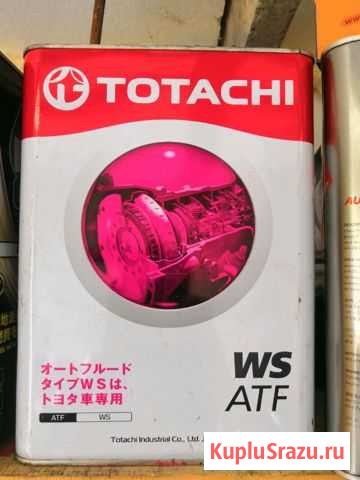 TOTACHI
WS
ATF
オートフルード
タイプWSは、
トヨタ車専用
ATF WS
Totachi Industrial Co., Ltd.
KupluSrazu.ru